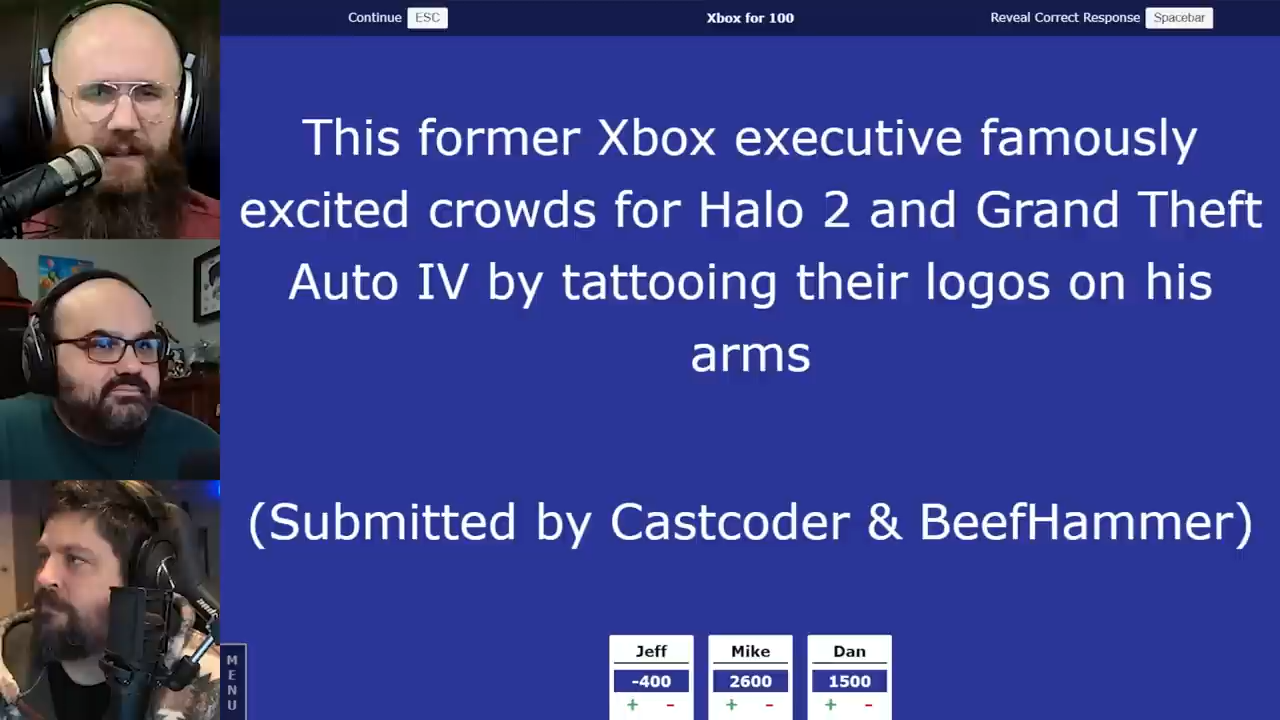 Continue ESC
Xbox for 100
Reveal Correct Response Spacebar
This former Xbox executive famously
excited crowds for Halo 2 and Grand Theft
Auto IV by tattooing their logos on his
arms
(Submitted by Castcoder & BeefHammer)
MENU
Jeff Mike Dan
-400 2600 1500
+ - + - + -